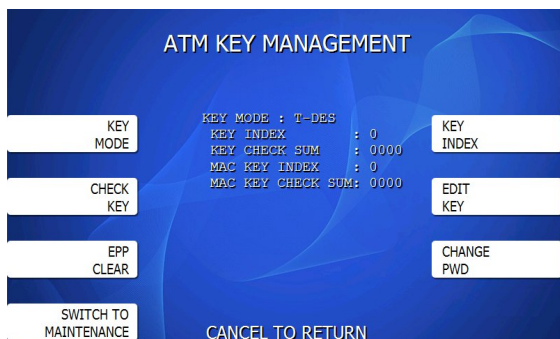 ATM KEY MANAGEMENT
KEY MODE : T-DES
KEY INDEX : 0
KEY CHECK SUM : 0000
MAC KEY INDEX : 0
MAC KEY CHECK SUM: 0000
KEY
MODE
CHECK
KEY
EPP
CLEAR
SWITCH TO
MAINTENANCE
KEY
INDEX
EDIT
KEY
CHANGE
PWD
CANCEL TO RETURN